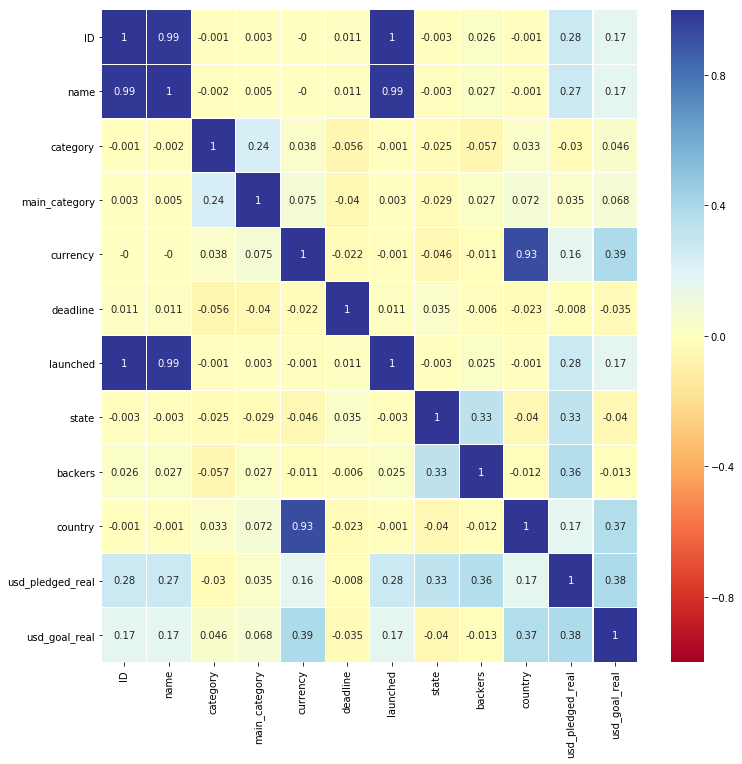 ID 1 0.99 -0.001 0.003 -0 0.011 1 -0.003 0.026 -0.001 0.28 0.17
name 0.99 1 -0.002 0.005 -0 0.011 0.99 -0.003 0.027 -0.001 0.27 0.17
category -0.001 -0.002 1 0.24 0.038 -0.056 -0.001 -0.025 -0.057 0.033 -0.03 0.046
main_category 0.003 0.005 0.24 1 0.075 -0.04 0.003 -0.029 0.027 0.072 0.035 0.068
currency -0 -0 0.038 0.075 1 -0.022 -0.001 -0.046 -0.011 0.93 0.16 0.39
deadline 0.011 0.011 -0.056 -0.04 -0.022 1 0.011 0.035 -0.006 -0.023 -0.008 -0.035
launched 1 0.99 -0.001 0.003 -0.001 0.011 1 -0.003 0.025 -0.001 0.28 0.17
state -0.003 -0.003 -0.025 -0.029 -0.046 0.035 -0.003 1 0.33 -0.04 0.33 -0.04
backers 0.026 0.027 -0.057 0.027 -0.011 -0.006 0.025 0.33 1 -0.012 0.36 -0.013
country -0.001 -0.001 0.033 0.072 0.93 -0.023 -0.001 -0.04 -0.012 1 0.17 0.37
usd_pledged_real 0.28 0.27 -0.03 0.035 0.16 -0.008 0.28 0.33 0.36 0.17 1 0.38
usd_goal_real 0.17 0.17 0.046 0.068 0.39 -0.035 0.17 -0.04 -0.013 0.37 0.38 1
ID name category main_category currency deadline launched state backers country usd_pledged_real usd_goal_real
0.8
0.4
0.0
−0.4
−0.8